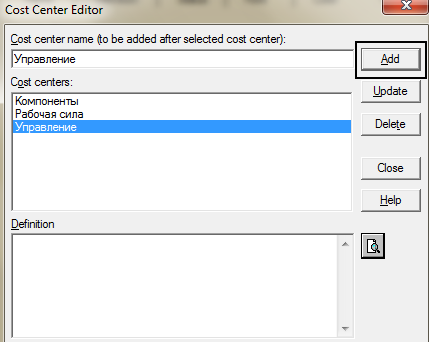 Cost Center Editor
Cost center name (to be added after selected cost center):
Управление
Add
Cost centers:
Update
Компоненты
Рабочая сила
Управление
Delete
Close
Help
Definition